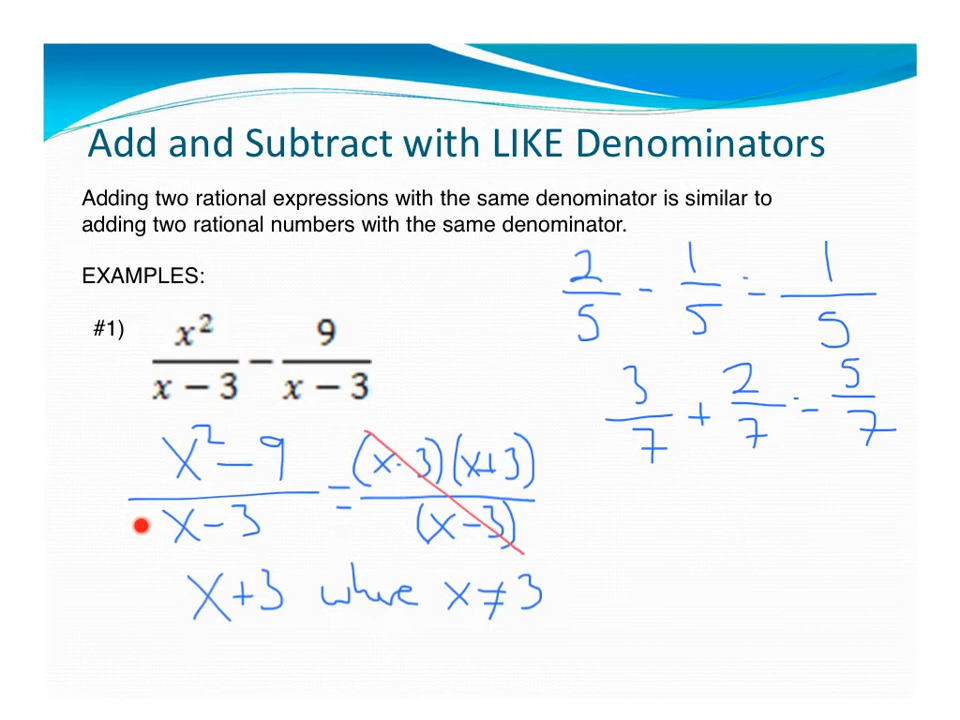 Add and Subtract with LIKE Denominators
Adding two rational expressions with the same denominator is similar to
adding two rational numbers with the same denominator.
EXAMPLES:
2/5 - 1/5 = 1/5
#1) x²/(x − 3) − 9/(x − 3)
3/7 + 2/7 = 5/7
(x² - 9)/(x - 3) = (x-3)(x+3)/(x-3)
x+3 where x ≠ 3